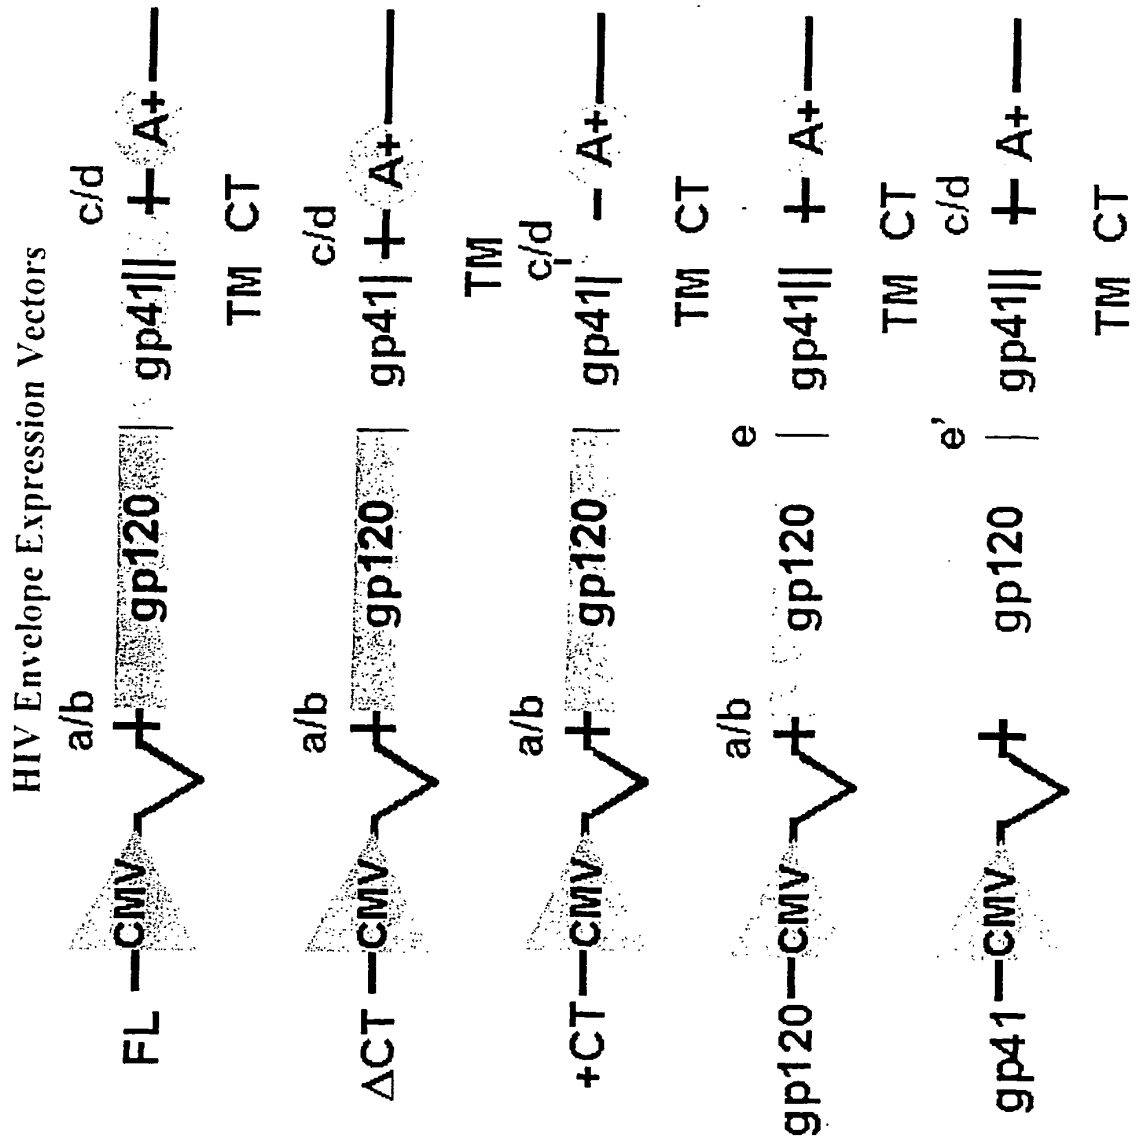 HIV Envelope Expression Vectors
a/b c/d
FL CMV gp120 gp41 A+
TM CT
a/b c/d
ΔCT CMV gp120 gp41 A+
TM
a/b c/d
+CT CMV gp120 gp41 A+
TM CT
a/b e
gp120 CMV gp120 gp41 A+
TM CT
e' c/d
gp41 CMV gp120 gp41 A+
TM CT